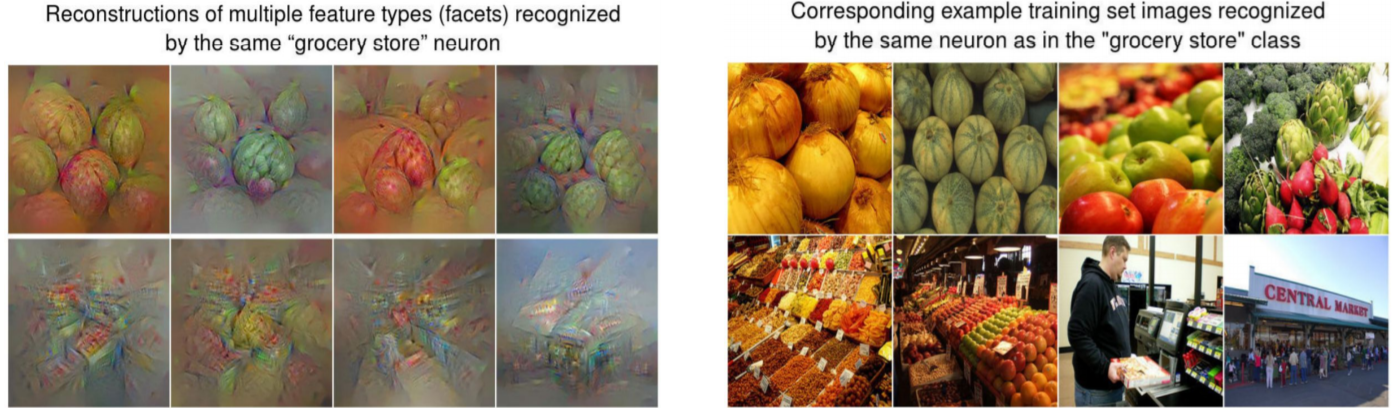 Reconstructions of multiple feature types (facets) recognized
by the same “grocery store” neuron
Corresponding example training set images recognized
by the same neuron as in the "grocery store" class
CENTRAL MARKET